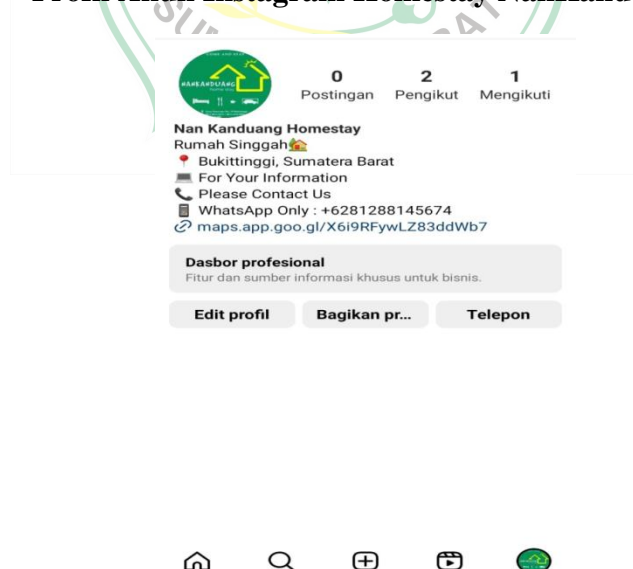 0 2 1
Postingan Pengikut Mengikuti
NANKANDUANG
Nan Kanduang Homestay
Rumah Singgah🏡
📍 Bukittinggi, Sumatera Barat
💻 For Your Information
📞 Please Contact Us
📱 WhatsApp Only : +6281288145674
maps.app.goo.gl/X6i9RFywLZ83ddWb7
Dasbor profesional
Fitur dan sumber informasi khusus untuk bisnis.
Edit profil Bagikan pr... Telepon